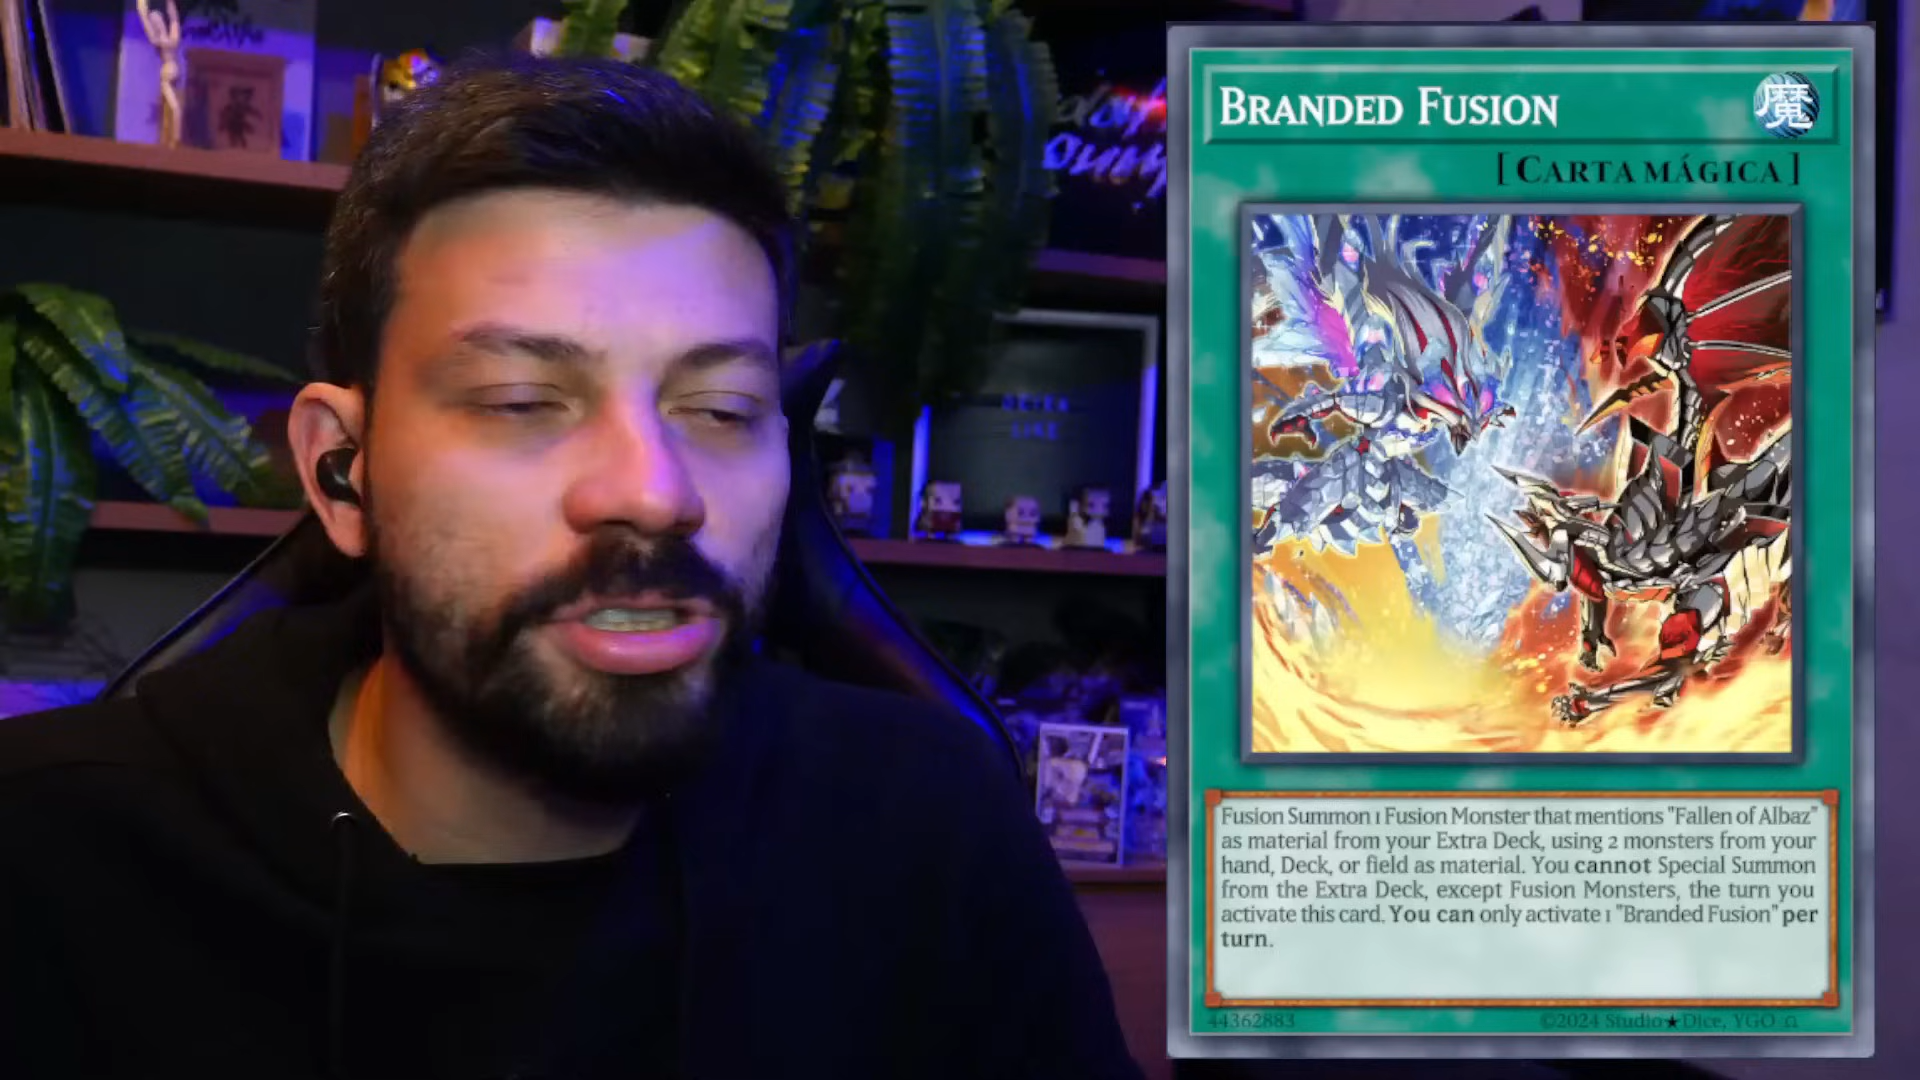 BRANDED FUSION
魔
[CARTA MÁGICA]
Fusion Summon 1 Fusion Monster that mentions "Fallen of Albaz"
as material from your Extra Deck, using 2 monsters from your
hand, Deck, or field as material. You cannot Special Summon
from the Extra Deck, except Fusion Monsters, the turn you
activate this card. You can only activate 1 "Branded Fusion" per
turn.
44362883
©2024 Studio★Dice, YGO